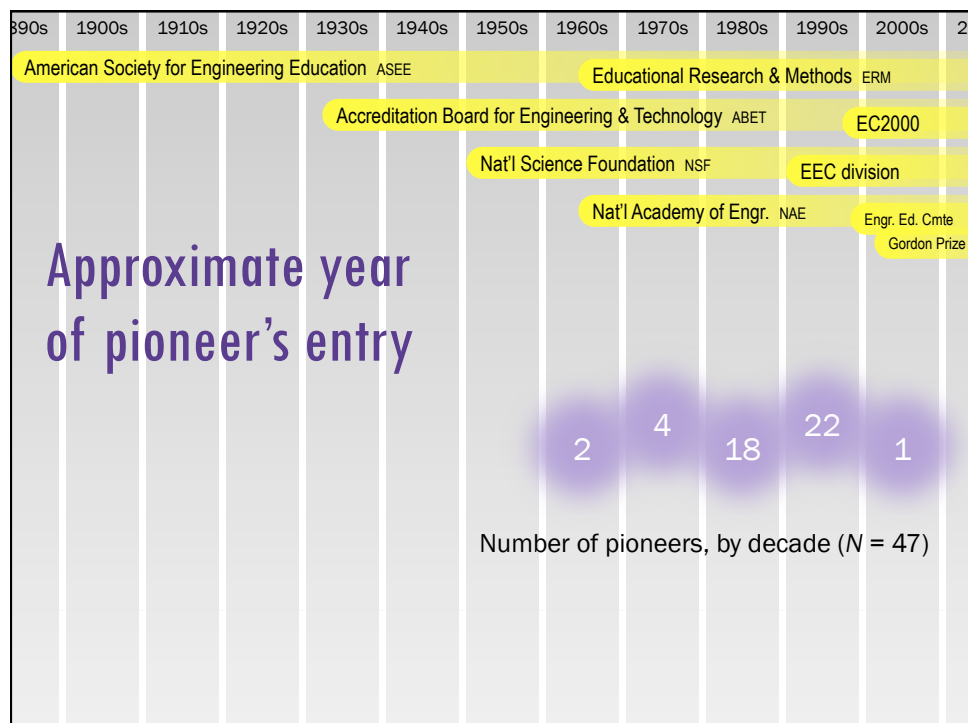 890s 1900s 1910s 1920s 1930s 1940s 1950s 1960s 1970s 1980s 1990s 2000s 2
American Society for Engineering Education ASEE
Educational Research & Methods ERM
Accreditation Board for Engineering & Technology ABET
EC2000
Nat'l Science Foundation NSF
EEC division
Nat'l Academy of Engr. NAE
Engr. Ed. Cmte
Gordon Prize
Approximate year
of pioneer's entry
2 4 18 22 1
Number of pioneers, by decade (N = 47)